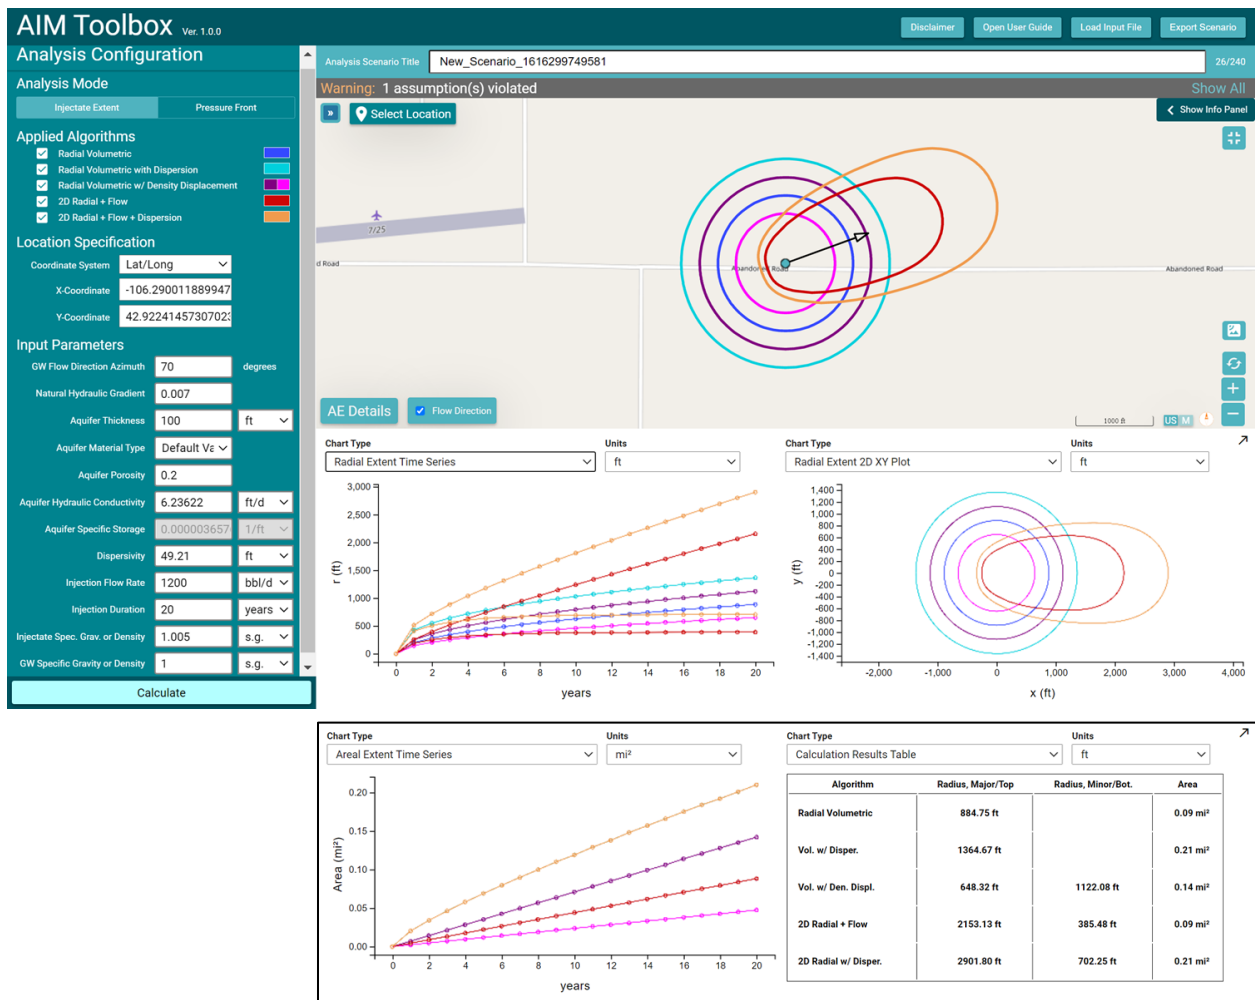 AIM Toolbox Ver. 1.0.0
Disclaimer
Open User Guide
Load Input File
Export Scenario
Analysis Configuration
Analysis Mode
Injectate Extent
Pressure Front
Applied Algorithms
Radial Volumetric
Radial Volumetric with Dispersion
Radial Volumetric w/ Density Displacement
2D Radial + Flow
2D Radial + Flow + Dispersion
Location Specification
Coordinate System Lat/Long
X-Coordinate -106.290011889947
Y-Coordinate 42.9224145730702
Input Parameters
GW Flow Direction Azimuth 70 degrees
Natural Hydraulic Gradient 0.007
Aquifer Thickness 100 ft
Aquifer Material Type Default Va
Aquifer Porosity 0.2
Aquifer Hydraulic Conductivity 6.23622 ft/d
Aquifer Specific Storage 0.000003657 1/ft
Dispersivity 49.21 ft
Injection Flow Rate 1200 bbl/d
Injection Duration 20 years
Injectate Spec. Grav. or Density 1.005 s.g.
GW Specific Gravity or Density 1 s.g.
Calculate
Analysis Scenario Title New_Scenario_1616299749581 26/240
Warning: 1 assumption(s) violated Show All
» Select Location
Show Info Panel
7/25
d Road
Abandoned Road
Abandoned Road
AE Details
Flow Direction
1000 ft
US M
Chart Type
Units
Radial Extent Time Series
ft
3,000
2,500
2,000
1,500
1,000
500
0
r (ft)
0 2 4 6 8 10 12 14 16 18 20
years
Chart Type
Units
Radial Extent 2D XY Plot
ft
1,400
1,200
1,000
800
600
400
200
0
-200
-400
-600
-800
-1,000
-1,200
-1,400
y (ft)
-2,000 -1,000 0 1,000 2,000 3,000 4,000
x (ft)
Chart Type
Units
Areal Extent Time Series
mi²
0.20
0.15
0.10
0.05
0.00
Area (mi²)
0 2 4 6 8 10 12 14 16 18 20
years
Chart Type
Units
Calculation Results Table
ft
Algorithm Radius, Major/Top Radius, Minor/Bot. Area
Radial Volumetric 884.75 ft 0.09 mi²
Vol. w/ Disper. 1364.67 ft 0.21 mi²
Vol. w/ Den. Displ. 648.32 ft 1122.08 ft 0.14 mi²
2D Radial + Flow 2153.13 ft 385.48 ft 0.09 mi²
2D Radial w/ Disper. 2901.80 ft 702.25 ft 0.21 mi²